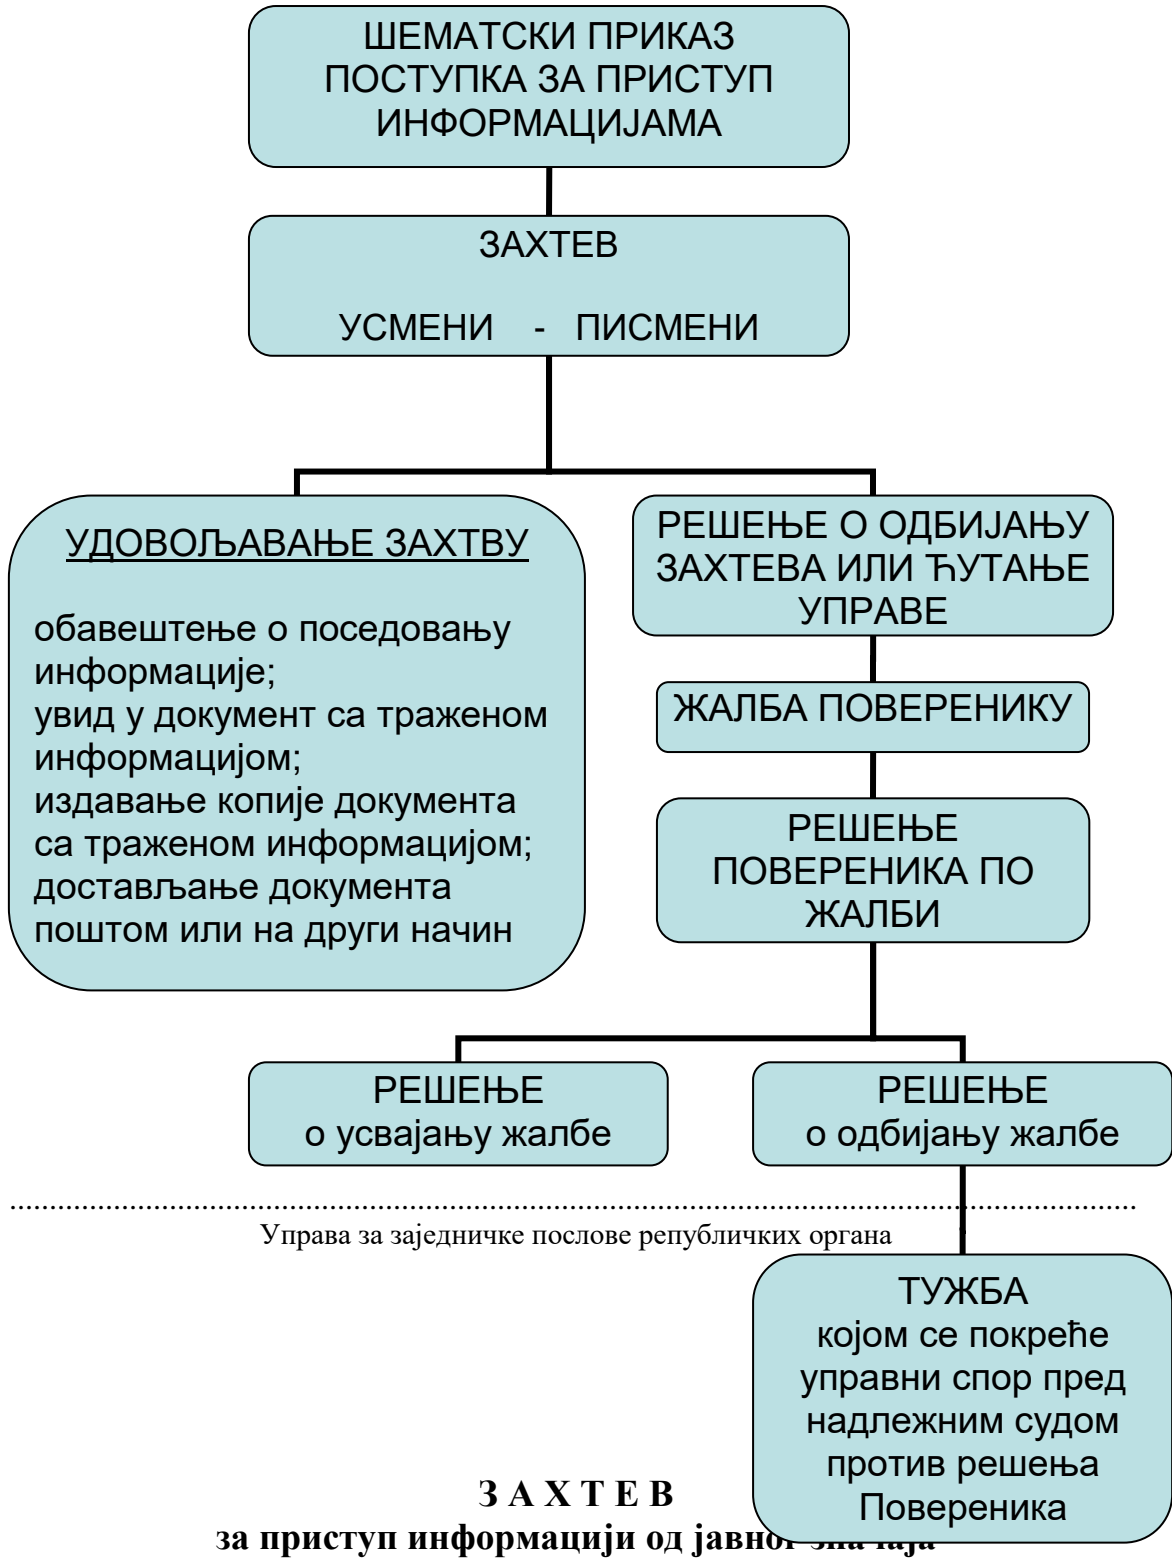 ШЕМАТСКИ ПРИКАЗ
ПОСТУПКА ЗА ПРИСТУП
ИНФОРМАЦИЈАМА
ЗАХТЕВ
УСМЕНИ - ПИСМЕНИ
УДОВОЉАВАЊЕ ЗАХТВУ
обавештење о поседовању
информације;
увид у документ са траженом
информацијом;
издавање копије документа
са траженом информацијом;
достављање документа
поштом или на други начин
РЕШЕЊЕ О ОДБИЈАЊУ
ЗАХТЕВА ИЛИ ЋУТАЊЕ
УПРАВЕ
ЖАЛБА ПОВЕРЕНИКУ
РЕШЕЊЕ
ПОВЕРЕНИКА ПО
ЖАЛБИ
РЕШЕЊЕ
о усвајању жалбе
РЕШЕЊЕ
о одбијању жалбе
Управа за заједничке послове републичких органа
ТУЖБА
којом се покреће
управни спор пред
надлежним судом
против решења
Повереника
З А Х Т Е В
за приступ информацији од јавног